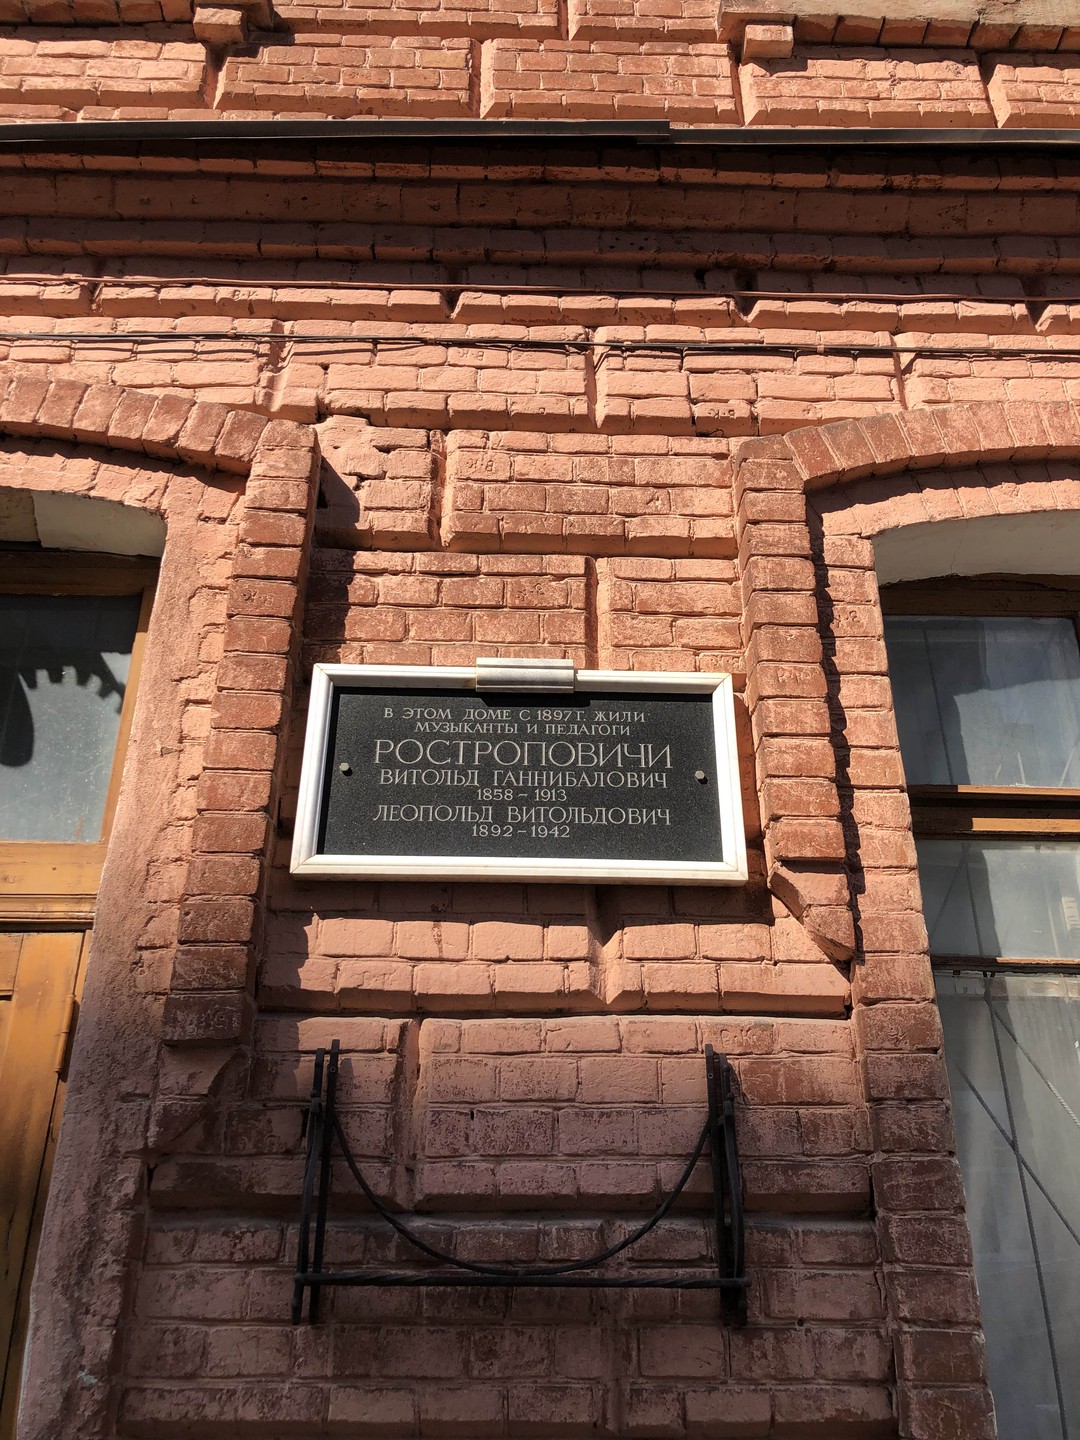 В ЭТОМ ДОМЕ С 1897 Г. ЖИЛИ
МУЗЫКАНТЫ И ПЕДАГОГИ
РОСТРОПОВИЧИ
ВИТОЛЬД ГАННИБАЛОВИЧ
1858 – 1913
ЛЕОПОЛЬД ВИТОЛЬДОВИЧ
1892 – 1942